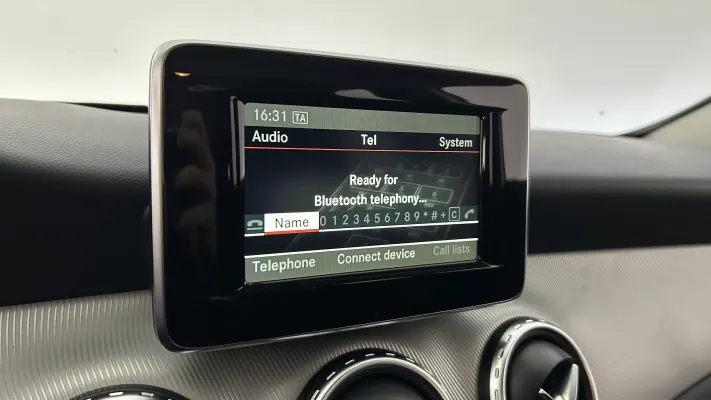 16:31 TA
Audio Tel System
Ready for
Bluetooth telephony...
Name 0 1 2 3 4 5 6 7 8 9 * # + C
Telephone Connect device Call lists